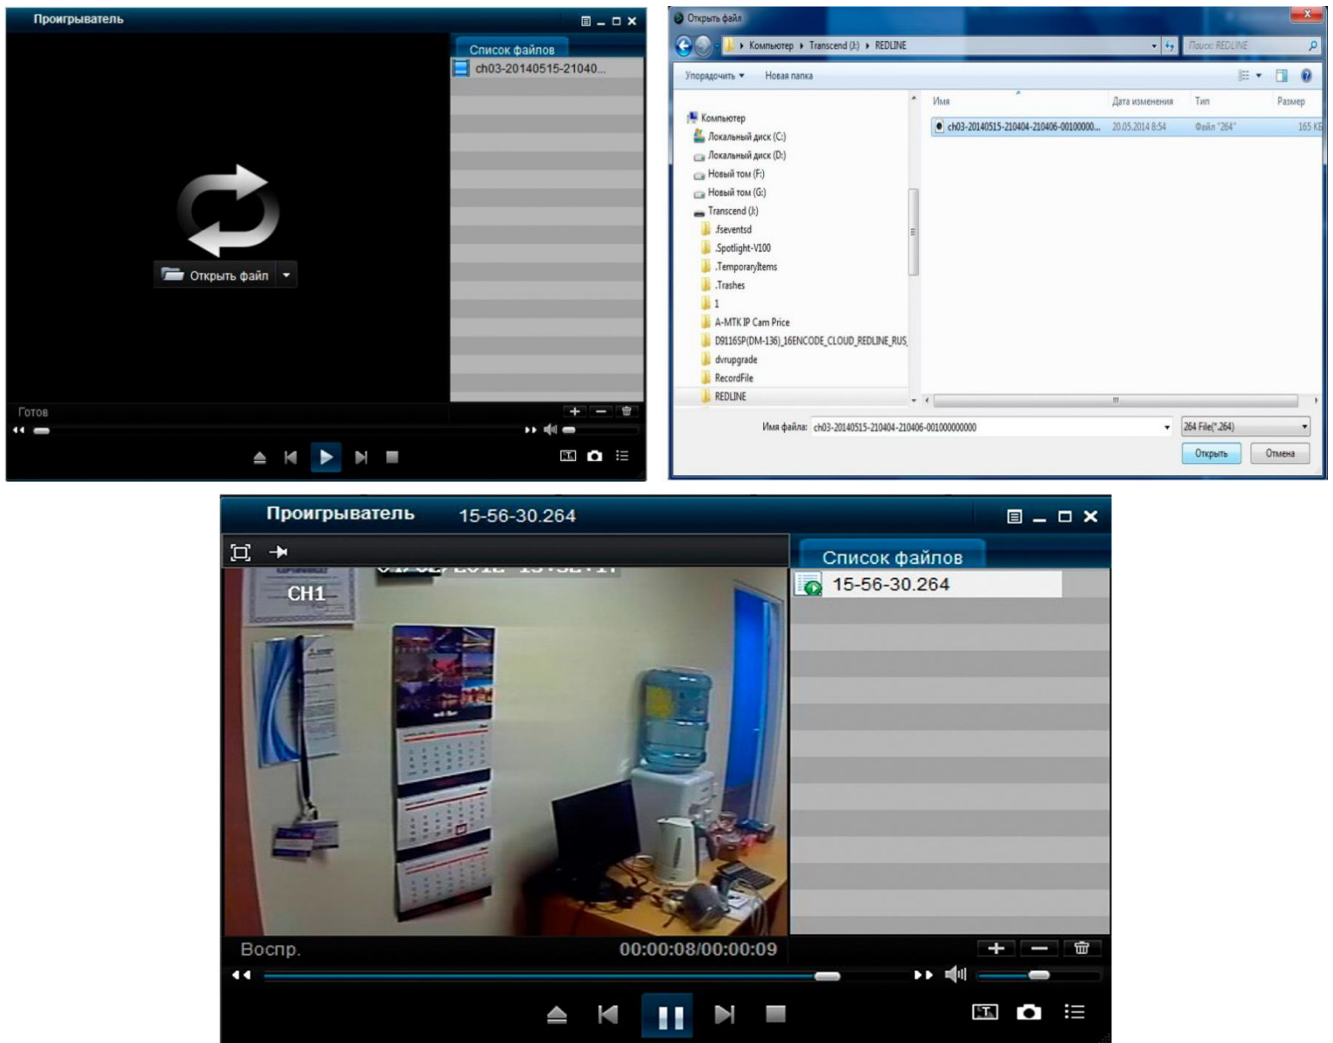 Проигрыватель
Список файлов
ch03-20140515-21040...
Открыть файл
Готов
Открыть файл
Компьютер ▸ Transcend (J:) ▸ REDLINE
Поиск: REDLINE
Упорядочить ▾ Новая папка
Имя Дата изменения Тип Размер
ch03-20140515-210404-210406-00100000... 20.05.2014 8:54 Файл "264" 165 КБ
Компьютер
Локальный диск (C:)
Локальный диск (D:)
Новый том (F:)
Новый том (G:)
Transcend (J:)
.fseventsd
.Spotlight-V100
.TemporaryItems
.Trashes
1
A-MTK IP Cam Price
D9116SP(DM-136)_16ENCODE_CLOUD_REDLINE_RUS_
dvrupgrade
RecordFile
REDLINE
Имя файла: ch03-20140515-210404-210406-001000000000
264 File(*.264)
Открыть Отмена
Проигрыватель 15-56-30.264
Список файлов
15-56-30.264
CH1
Воспр. 00:00:08/00:00:09